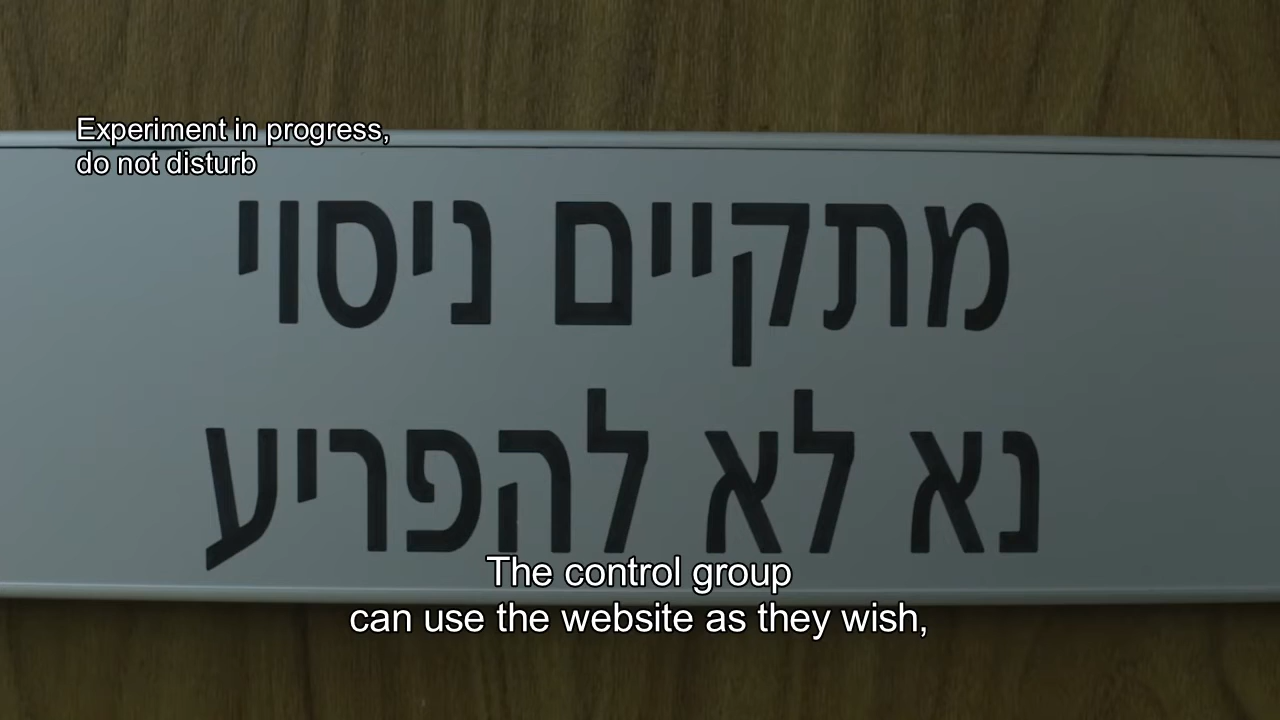 Experiment in progress,
do not disturb
מתקיים ניסוי
נא לא להפריע
The control group
can use the website as they wish,